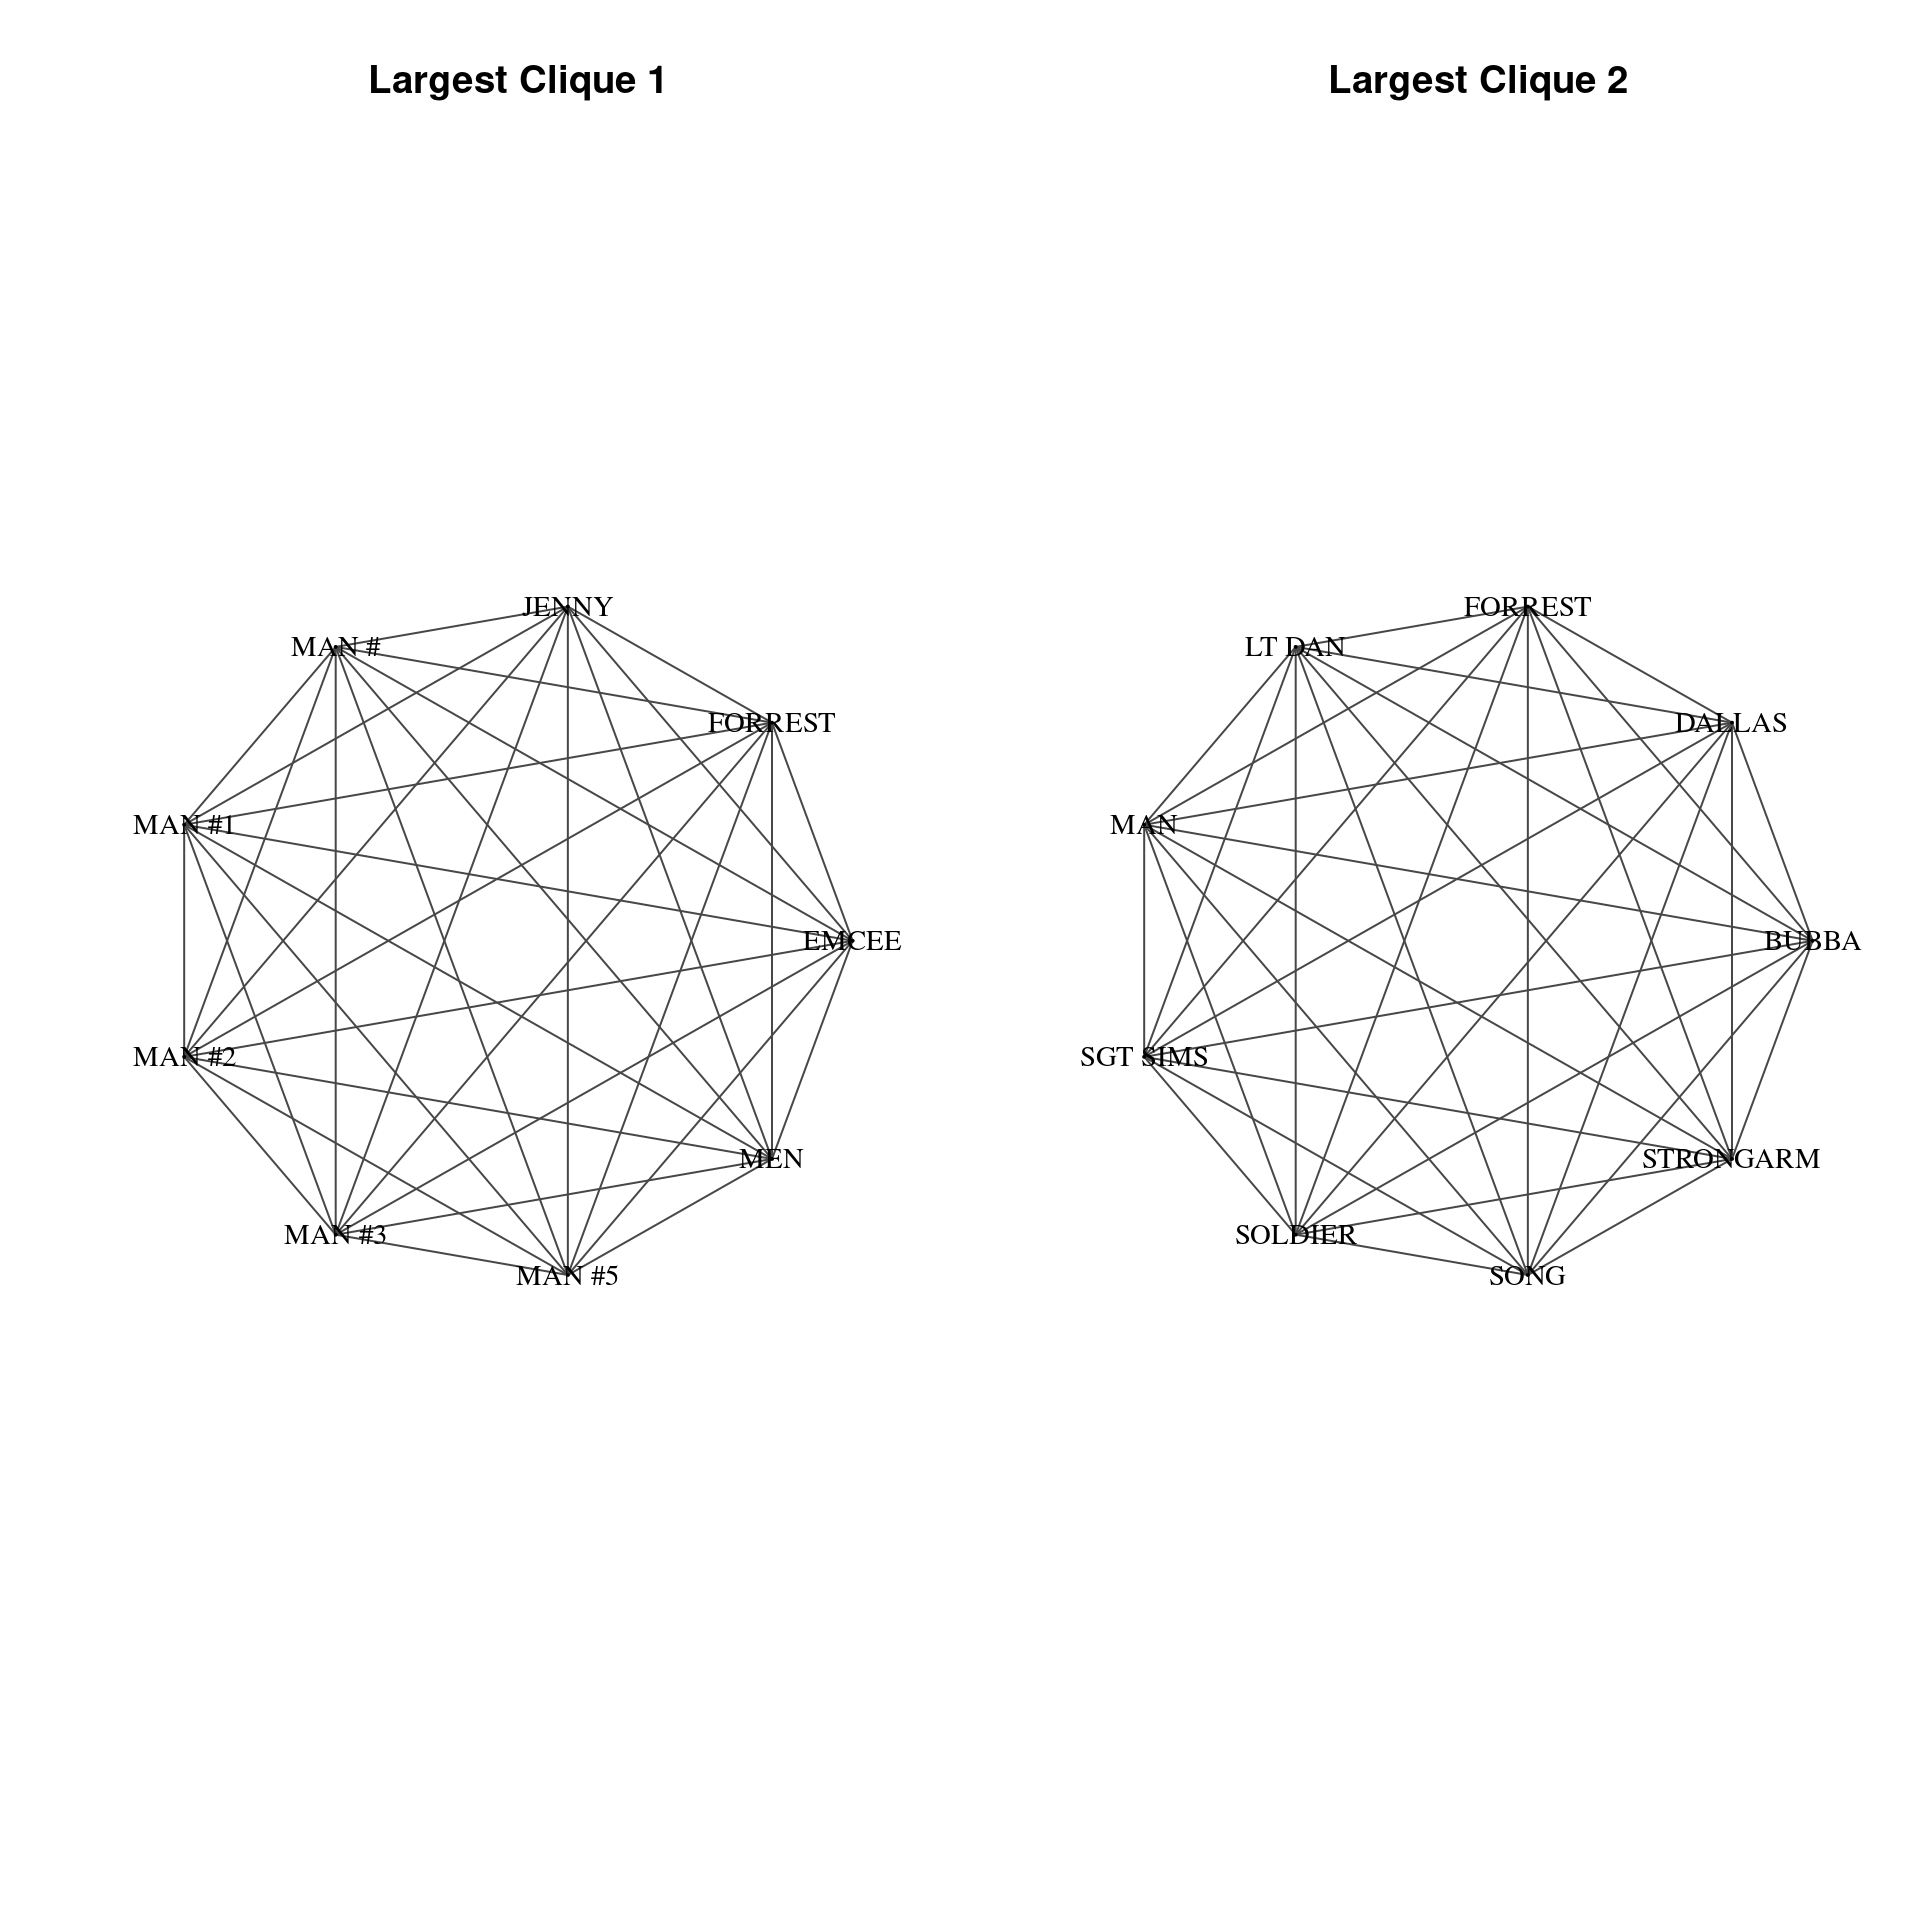 Largest Clique 1
JENNY
MAN #
FORREST
MAN #1
EMCEE
MAN #2
MEN
MAN #3
MAN #5
Largest Clique 2
FORREST
LT DAN
DALLAS
MAN
BUBBA
SGT SIMS
STRONGARM
SOLDIER
SONG